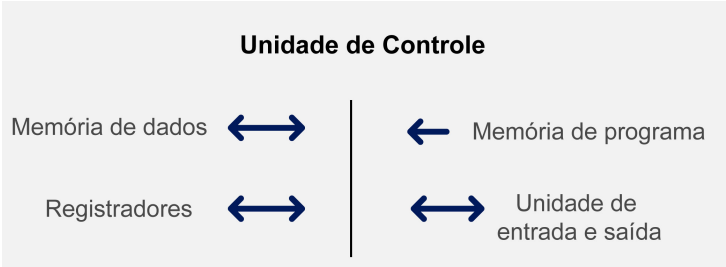 Unidade de Controle
Memória de dados
Memória de programa
Registradores
Unidade de
entrada e saída